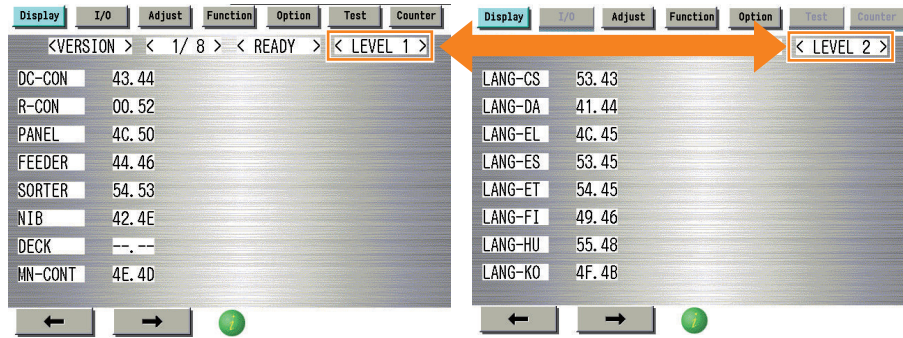 Display I/O Adjust Function Option Test Counter
<VERSION > < 1/ 8 > < READY > < LEVEL 1 >
DC-CON 43.44
R-CON 00.52
PANEL 4C.50
FEEDER 44.46
SORTER 54.53
NIB 42.4E
DECK --.--
MN-CONT 4E.4D
Display I/O Adjust Function Option Test Counter
< LEVEL 2 >
LANG-CS 53.43
LANG-DA 41.44
LANG-EL 4C.45
LANG-ES 53.45
LANG-ET 54.45
LANG-FI 49.46
LANG-HU 55.48
LANG-KO 4F.4B